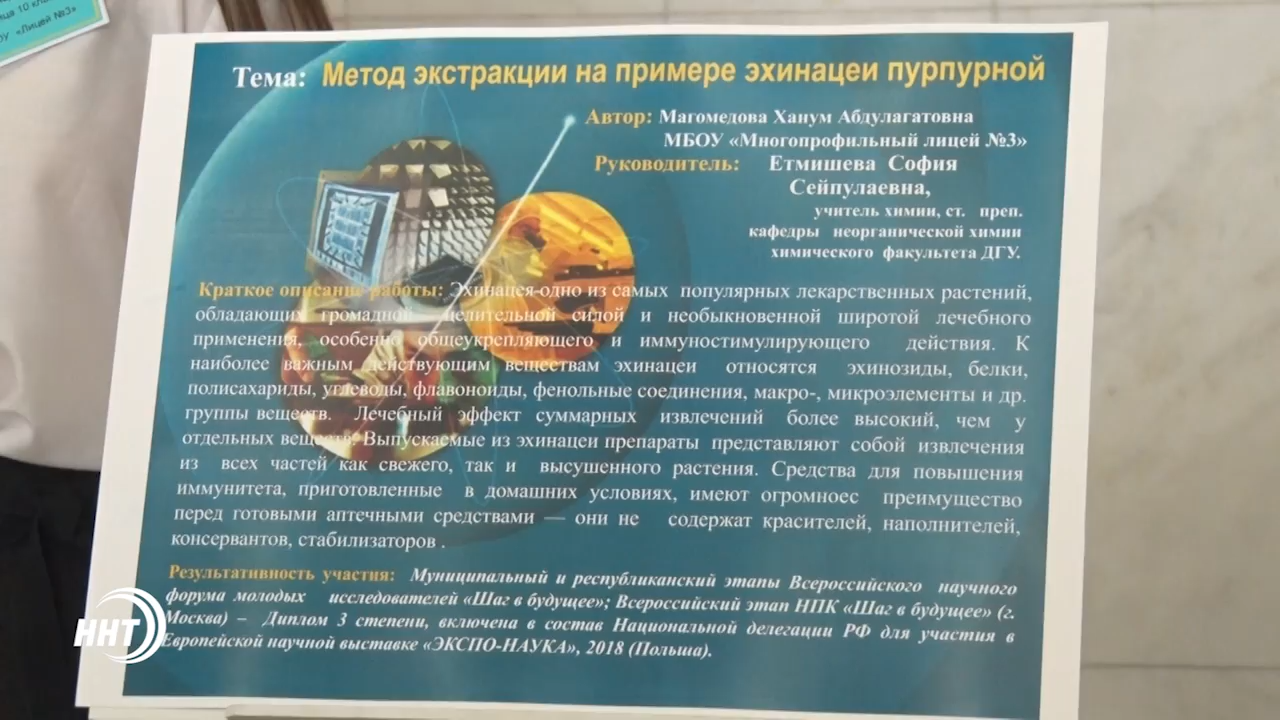 ца 10 «Л
ОУ «Лицей №3»
Тема: Метод экстракции на примере эхинацеи пурпурной
Автор: Магомедова Ханум Абдулагатовна
МБОУ «Многопрофильный лицей №3»
Руководитель: Етмишева София
Сейпулаевна,
учитель химии, ст. преп.
кафедры неорганической химии
химического факультета ДГУ.
Краткое описание работы: Эхинацея-одно из самых популярных лекарственных растений,
обладающих громадной целительной силой и необыкновенной широтой лечебного
применения, особенно общеукрепляющего и иммуностимулирующего действия. К
наиболее важным действующим веществам эхинацеи относятся эхинозиды, белки,
полисахариды, углеводы, флавоноиды, фенольные соединения, макро-, микроэлементы и др.
группы веществ. Лечебный эффект суммарных извлечений более высокий, чем у
отдельных веществ. Выпускаемые из эхинацеи препараты представляют собой извлечения
из всех частей как свежего, так и высушенного растения. Средства для повышения
иммунитета, приготовленные в домашних условиях, имеют огромноес преимущество
перед готовыми аптечными средствами — они не содержат красителей, наполнителей,
консервантов, стабилизаторов .
Результативность участия: Муниципальный и республиканский этапы Всероссийского научного
форума молодых исследователей «Шаг в будущее»; Всероссийский этап НПК «Шаг в будущее» (г.
Москва) – Диплом 3 степени, включена в состав Национальной делегации РФ для участия в
Европейской научной выставке «ЭКСПО-НАУКА», 2018 (Польша).
ННТ